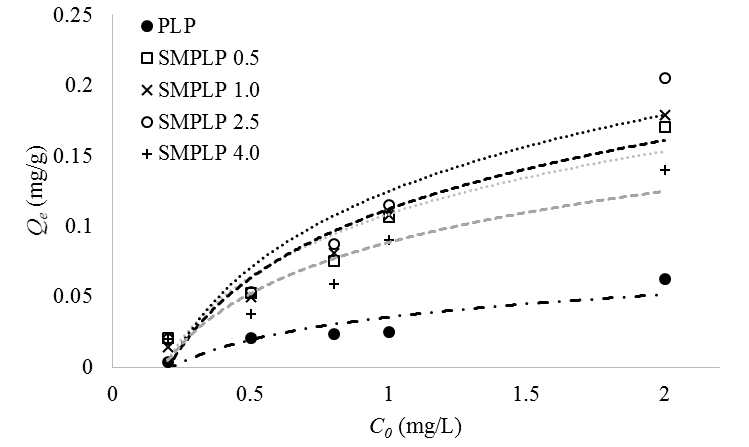 0.25
0.2
0.15
0.1
0.05
0
Qe (mg/g)
PLP
SMPLP 0.5
SMPLP 1.0
SMPLP 2.5
SMPLP 4.0
0 0.5 1 1.5 2
C0 (mg/L)